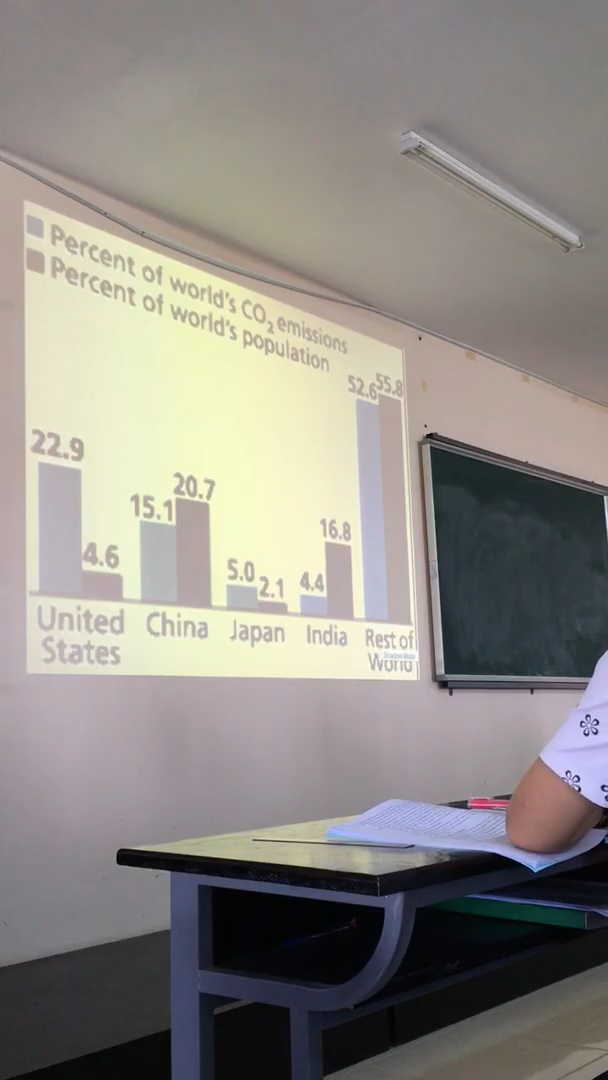 Percent of world's CO₂ emissions
Percent of world's population
22.9
4.6
15.1
20.7
5.0
2.1
4.4
16.8
52.6
55.8
United States
China
Japan
India
Rest of World